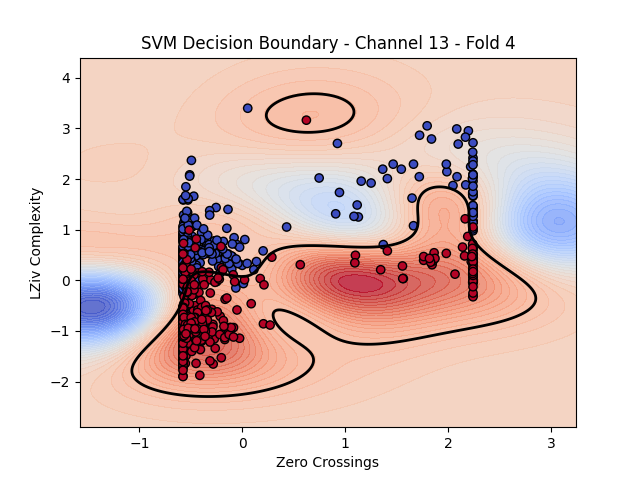 SVM Decision Boundary - Channel 13 - Fold 4
4
3
2
1
0
−1
−2
LZiv Complexity
−1 0 1 2 3
Zero Crossings